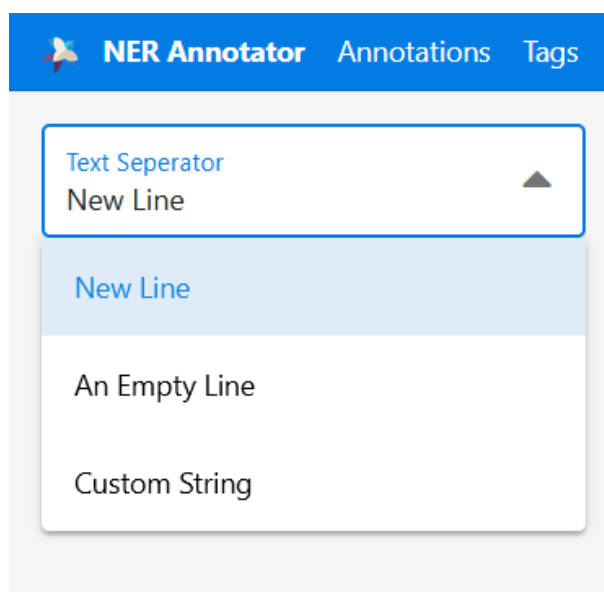 NER Annotator Annotations Tags
Text Seperator
New Line
New Line
An Empty Line
Custom String